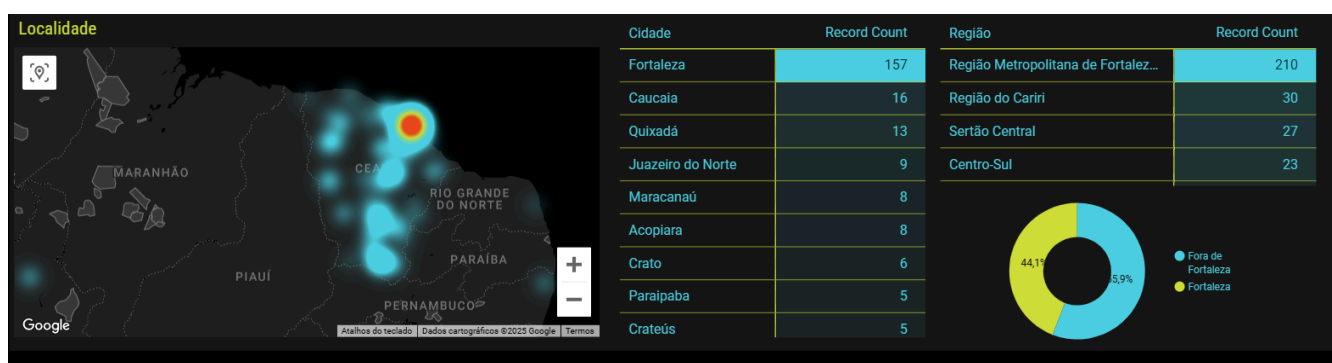 Localidade
MARANHÃO
RIO GRANDE
DO NORTE
PARAÍBA
PIAUÍ
PERNAMBUCO
Google
Atalhos do teclado Dados cartográficos ©2025 Google Termos
Cidade Record Count
Fortaleza 157
Caucaia 16
Quixadá 13
Juazeiro do Norte 9
Maracanaú 8
Acopiara 8
Crato 6
Paraipaba 5
Crateús 5
Região Record Count
Região Metropolitana de Fortalez... 210
Região do Cariri 30
Sertão Central 27
Centro-Sul 23
44,1%
55,9%
Fora de
Fortaleza
Fortaleza